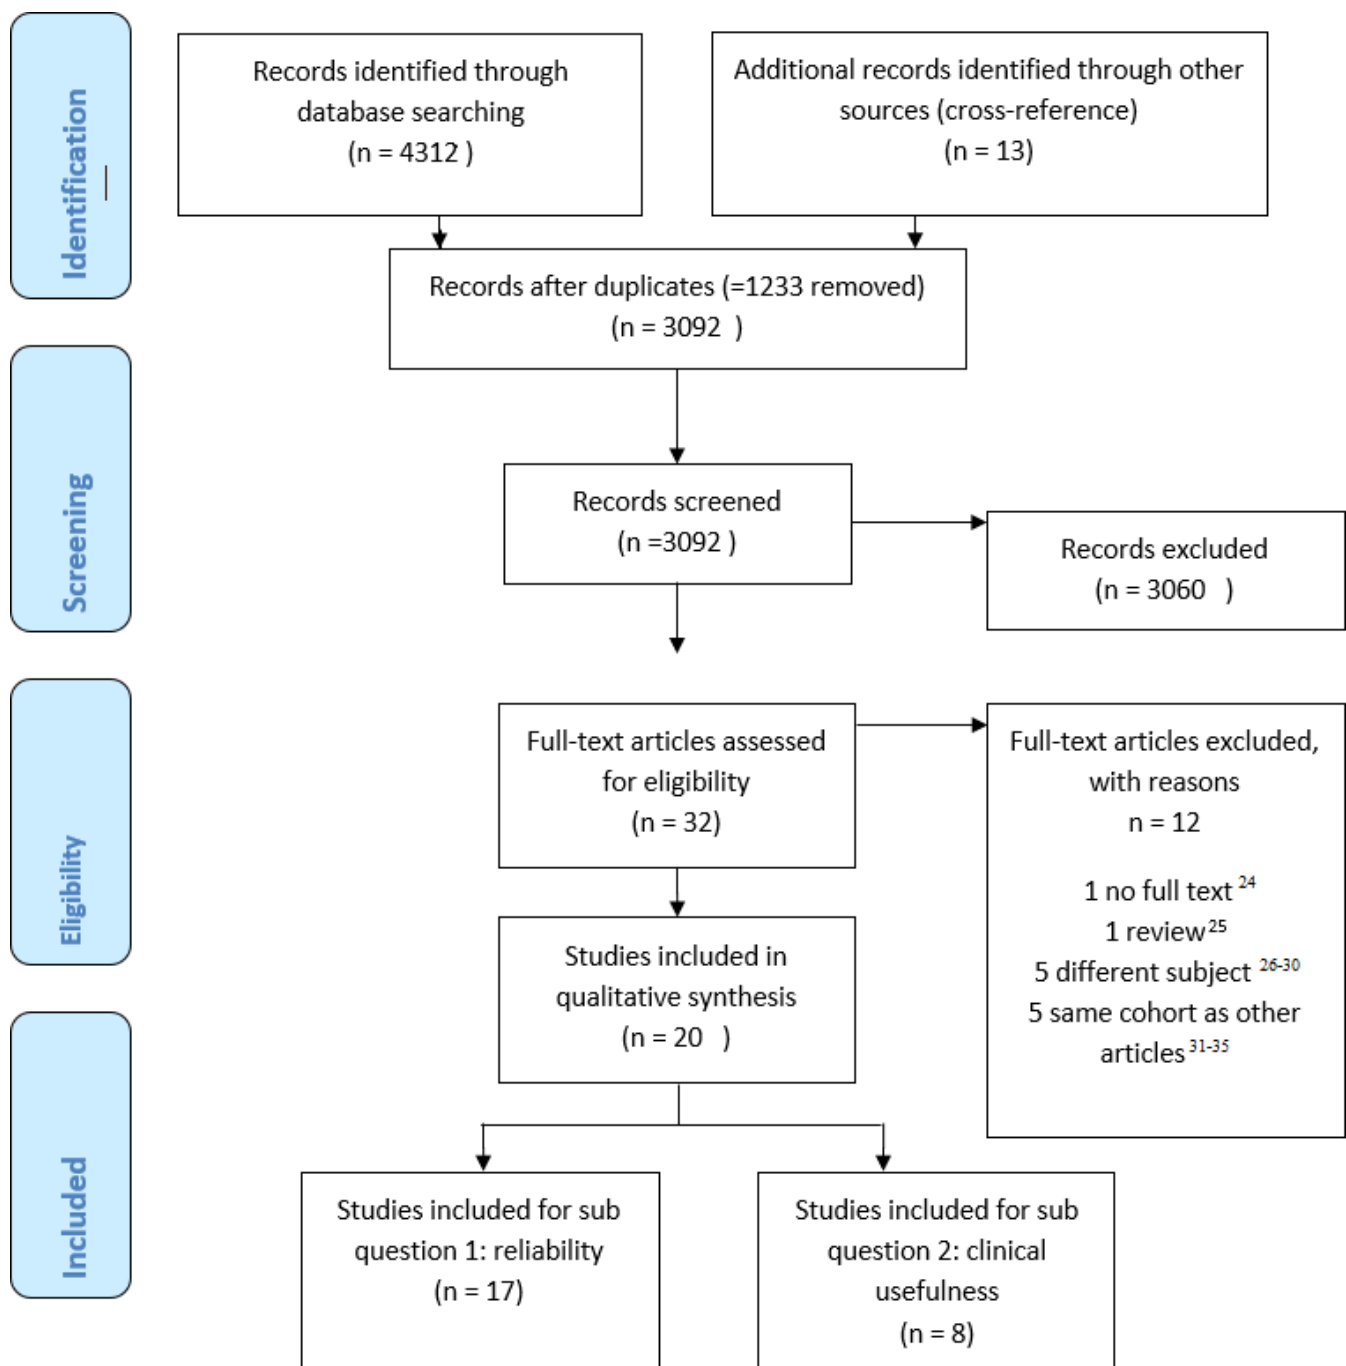 Identification
Records identified through
database searching
(n = 4312 )
Additional records identified through other
sources (cross-reference)
(n = 13)
Records after duplicates (=1233 removed)
(n = 3092 )
Screening
Records screened
(n =3092 )
Records excluded
(n = 3060 )
Eligibility
Full-text articles assessed
for eligibility
(n = 32)
Full-text articles excluded,
with reasons
n = 12
1 no full text 24
1 review25
5 different subject 26-30
5 same cohort as other
articles31-35
Studies included in
qualitative synthesis
(n = 20 )
Included
Studies included for sub
question 1: reliability
(n = 17)
Studies included for sub
question 2: clinical
usefulness
(n = 8)